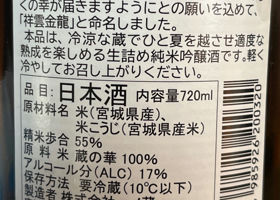 くの幸が届きますようにとの願いを込めて、
「祥雲金龍」と命名しました。
本品は、冷涼な蔵でひと夏を越させ適度な
熟成を楽しめる生詰め純米吟醸酒です。軽く
冷やしてお召し上がりください。
品目:日本酒 内容量720ml
原材料名 米(宮城県産)、
米こうじ(宮城県産米)
精米歩合 55%
原料米 蔵の華 100%
アルコール分(ALC) 17%
保存方法 要冷蔵(10℃以下)
製造者 株式会社
985926 200320